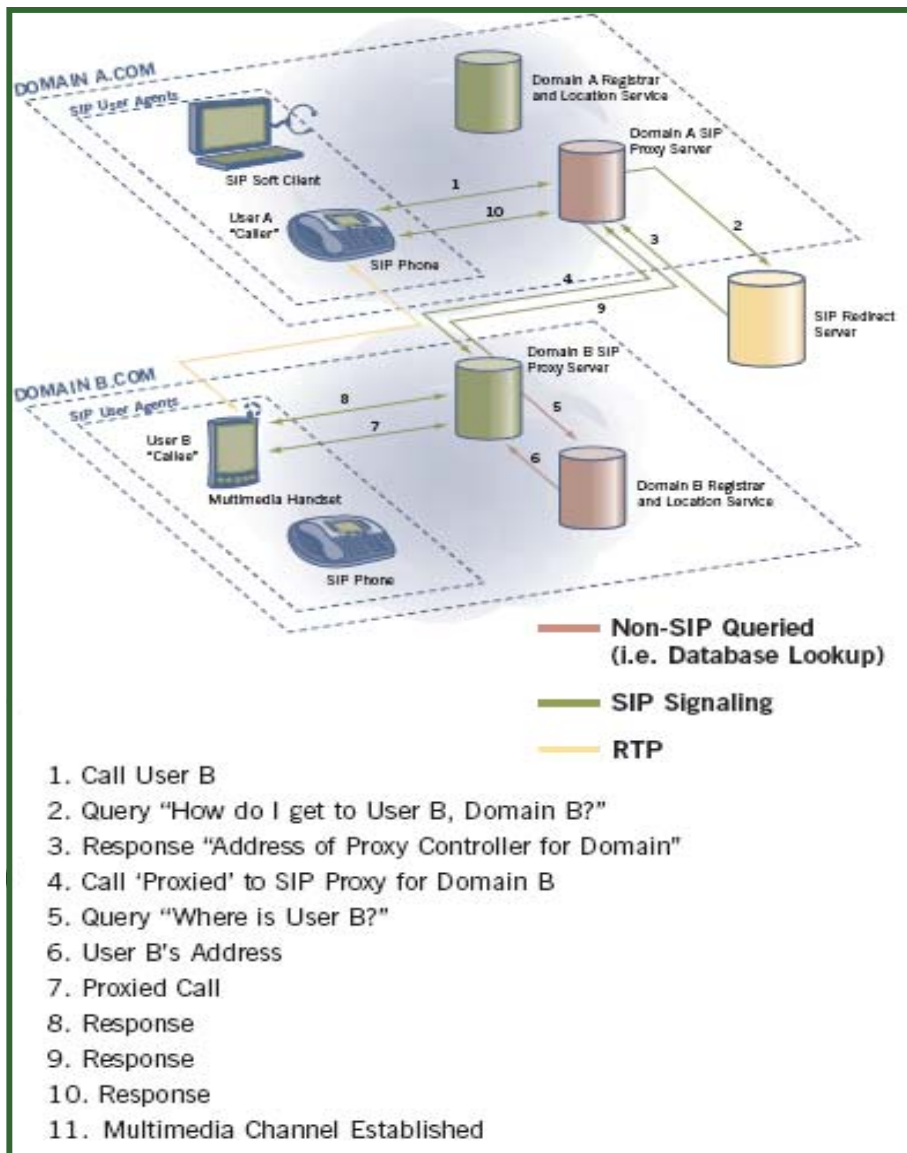 DOMAIN A.COM
SIP User Agents
Domain A Registrar
and Location Service
SIP Soft Client
Domain A SIP
Proxy Server
1
User A
"Caller"
10
2
3
SIP Phone
4
9
SIP Redirect
Server
DOMAIN B.COM
SIP User Agents
Domain B SIP
Proxy Server
8
5
User B
"Callee"
7
6
Multimedia Handset
Domain B Registrar
and Location Service
SIP Phone
Non-SIP Queried
(i.e. Database Lookup)
SIP Signaling
RTP
1. Call User B
2. Query “How do I get to User B, Domain B?”
3. Response “Address of Proxy Controller for Domain”
4. Call ‘Proxied’ to SIP Proxy for Domain B
5. Query “Where is User B?”
6. User B's Address
7. Proxied Call
8. Response
9. Response
10. Response
11. Multimedia Channel Established